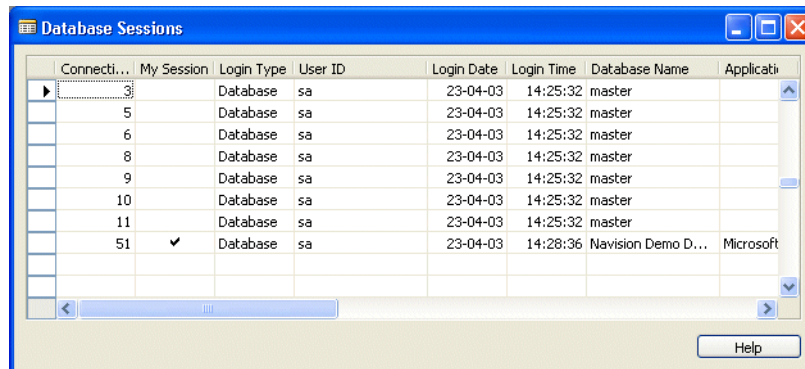 Database Sessions
Connecti... My Session Login Type User ID Login Date Login Time Database Name Applicati
3 Database sa 23-04-03 14:25:32 master
5 Database sa 23-04-03 14:25:32 master
6 Database sa 23-04-03 14:25:32 master
8 Database sa 23-04-03 14:25:32 master
9 Database sa 23-04-03 14:25:32 master
10 Database sa 23-04-03 14:25:32 master
11 Database sa 23-04-03 14:25:32 master
51 ✔ Database sa 23-04-03 14:28:36 Navision Demo D... Microsoft
Help